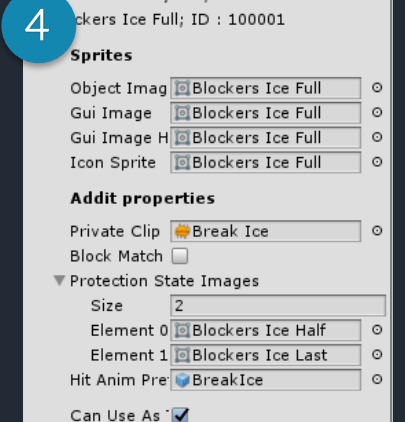 4
ckers Ice Full; ID : 100001
Sprites
Object Imag Blockers Ice Full
Gui Image Blockers Ice Full
Gui Image H Blockers Ice Full
Icon Sprite Blockers Ice Full
Addit properties
Private Clip Break Ice
Block Match
Protection State Images
Size 2
Element 0 Blockers Ice Half
Element 1 Blockers Ice Last
Hit Anim Pre BreakIce
Can Use As